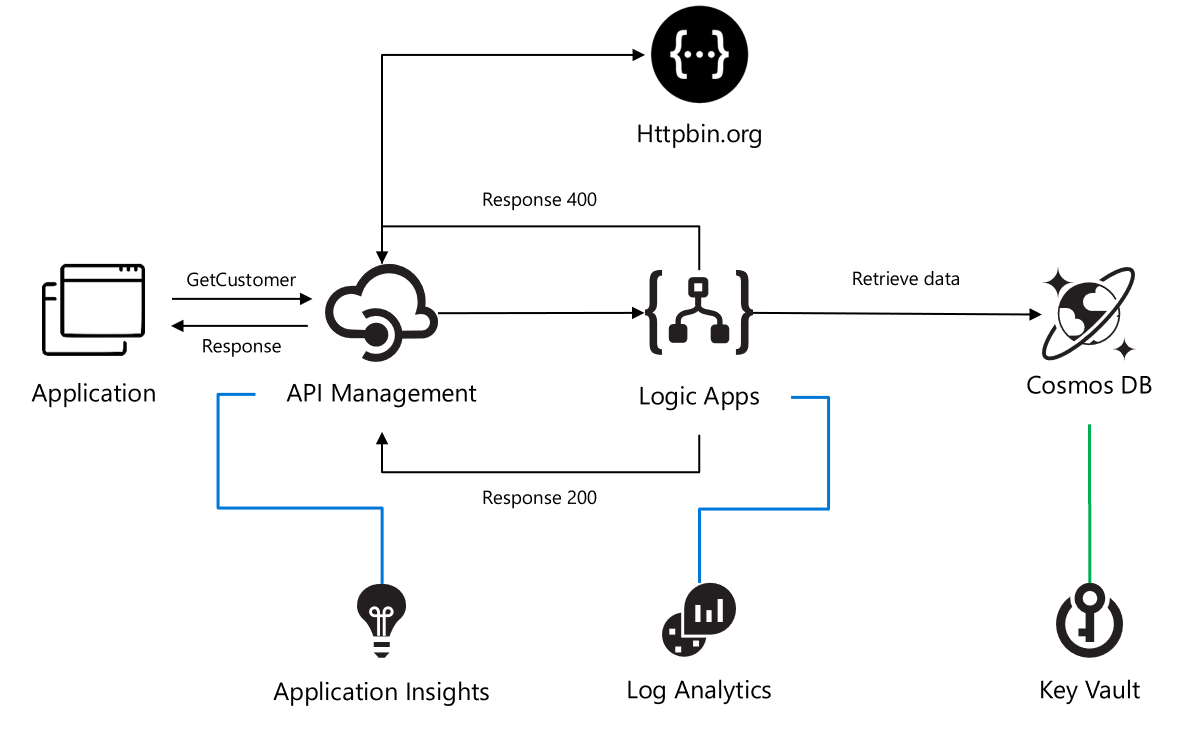 Httpbin.org
Response 400
GetCustomer
Retrieve data
Response
Application
API Management
Logic Apps
Cosmos DB
Response 200
Application Insights
Log Analytics
Key Vault